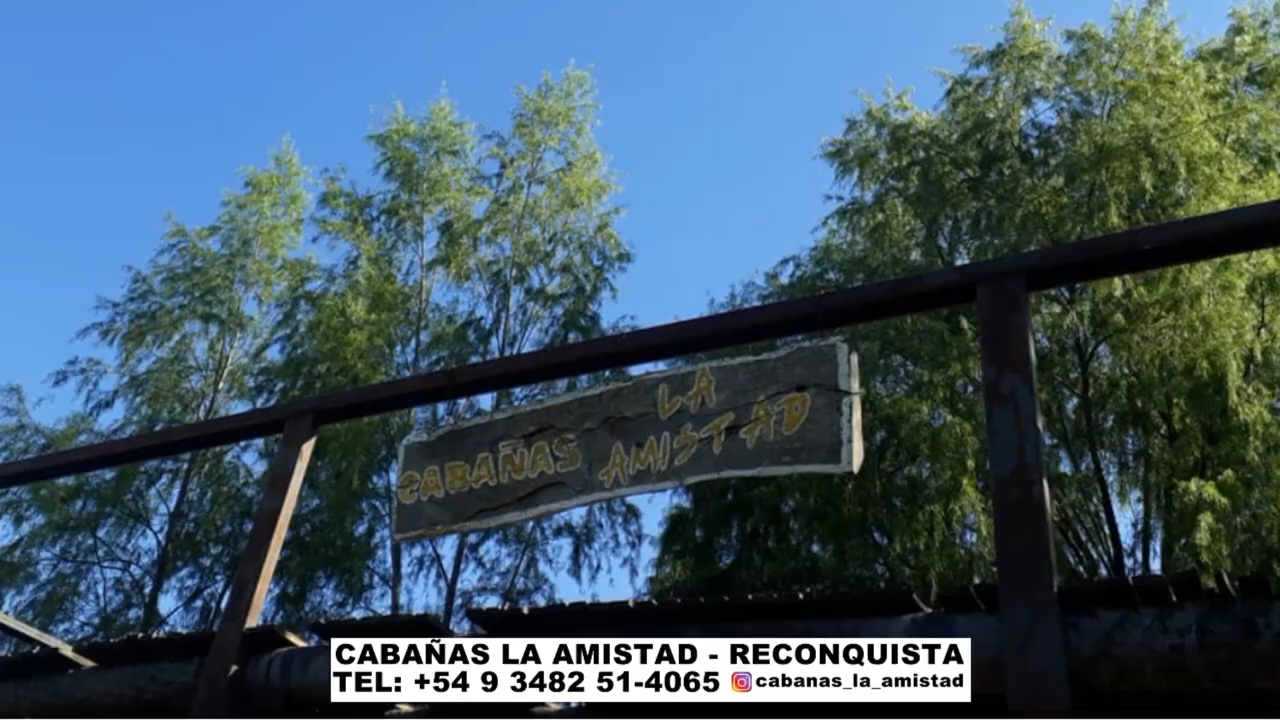 LA
CABAÑAS AMISTAD
CABAÑAS LA AMISTAD - RECONQUISTA
TEL: +54 9 3482 51-4065 cabanas_la_amistad